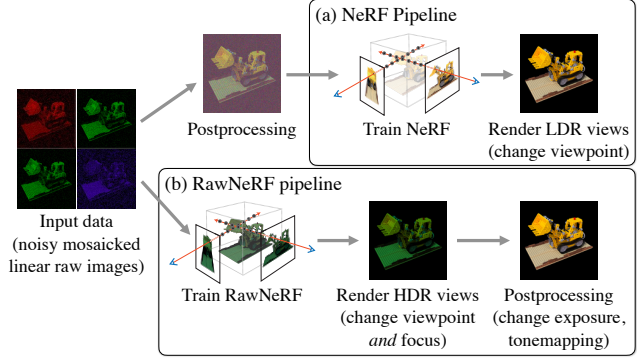 (a) NeRF Pipeline
Postprocessing
Train NeRF
Render LDR views
(change viewpoint)
Input data
(noisy mosaicked
linear raw images)
(b) RawNeRF pipeline
Train RawNeRF
Render HDR views
(change viewpoint
and focus)
Postprocessing
(change exposure,
tonemapping)